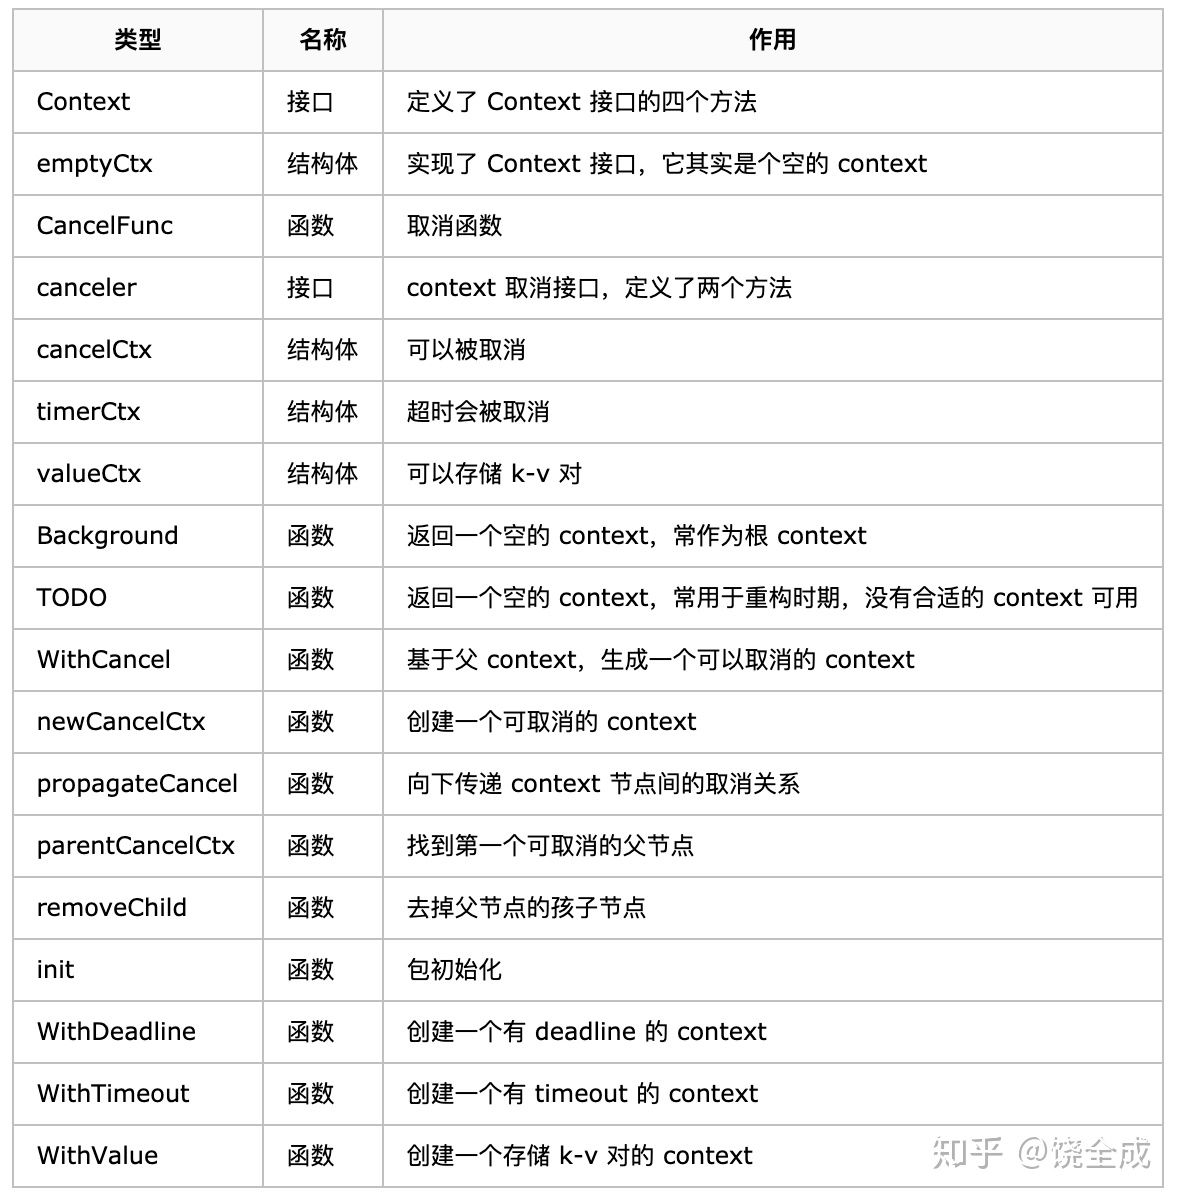 类型 名称 作用
Context 接口 定义了 Context 接口的四个方法
emptyCtx 结构体 实现了 Context 接口，它其实是个空的 context
CancelFunc 函数 取消函数
canceler 接口 context 取消接口，定义了两个方法
cancelCtx 结构体 可以被取消
timerCtx 结构体 超时会被取消
valueCtx 结构体 可以存储 k-v 对
Background 函数 返回一个空的 context，常作为根 context
TODO 函数 返回一个空的 context，常用于重构时期，没有合适的 context 可用
WithCancel 函数 基于父 context，生成一个可以取消的 context
newCancelCtx 函数 创建一个可取消的 context
propagateCancel 函数 向下传递 context 节点间的取消关系
parentCancelCtx 函数 找到第一个可取消的父节点
removeChild 函数 去掉父节点的孩子节点
init 函数 包初始化
WithDeadline 函数 创建一个有 deadline 的 context
WithTimeout 函数 创建一个有 timeout 的 context
WithValue 函数 创建一个存储 k-v 对的 context
知乎 @饶全成